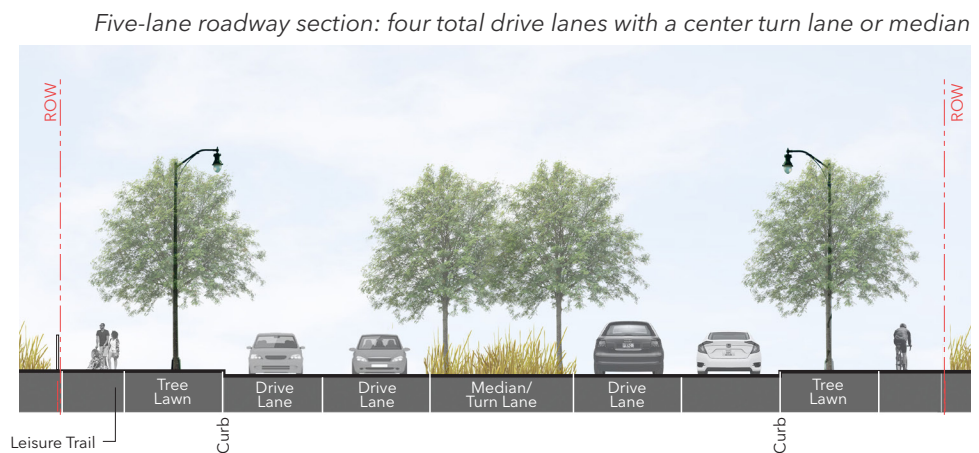 Five-lane roadway section: four total drive lanes with a center turn lane or median
ROW
ROW
Tree
Lawn
Drive
Lane
Drive
Lane
Median/
Turn Lane
Drive
Lane
Tree
Lawn
Leisure Trail
Curb
Curb